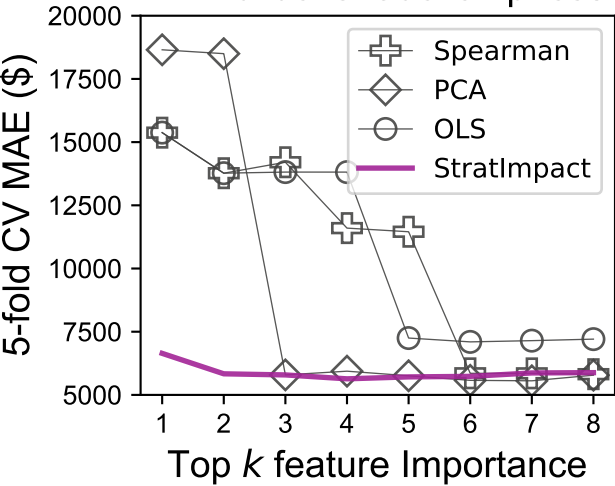 20000
17500
15000
12500
10000
7500
5000
5-fold CV MAE ($)
Spearman
PCA
OLS
StratImpact
1 2 3 4 5 6 7 8
Top k feature Importance